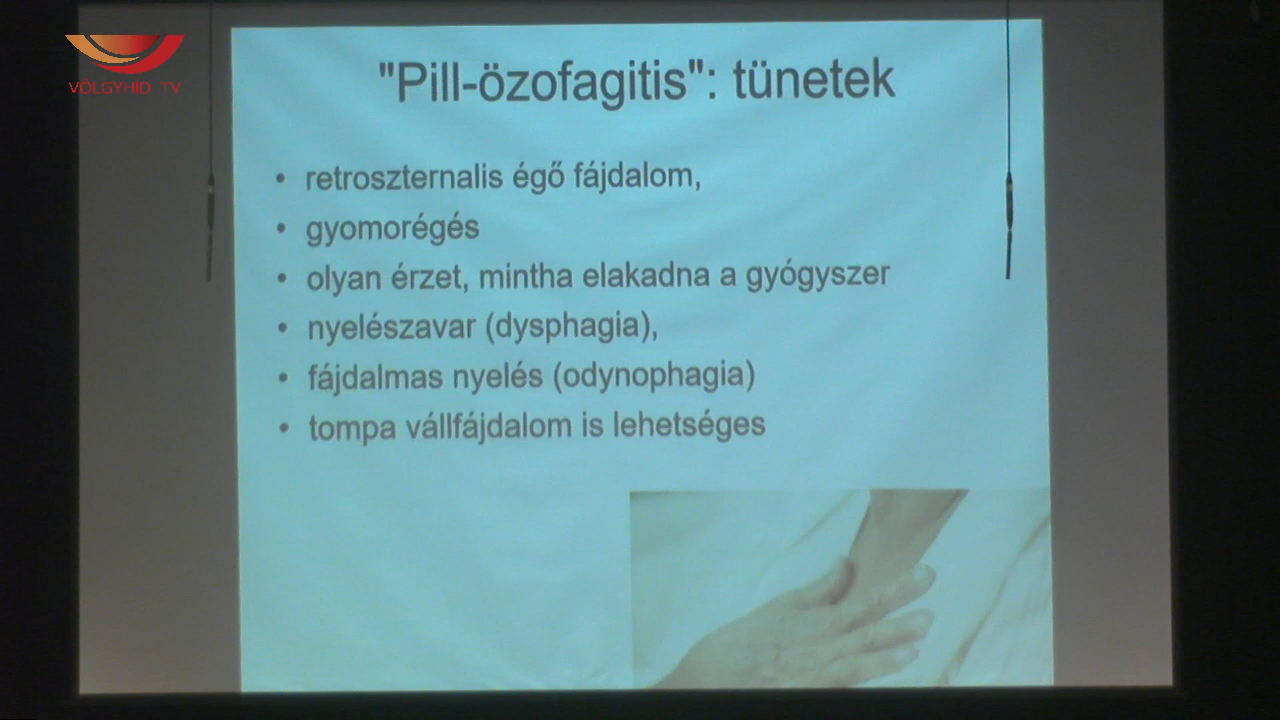 VÖLGYHÍD TV
"Pill-özofagitis": tünetek
• retroszternalis égő fájdalom,
• gyomorégés
• olyan érzet, mintha elakadna a gyógyszer
• nyelészavar (dysphagia),
• fájdalmas nyelés (odynophagia)
• tompa vállfájdalom is lehetséges